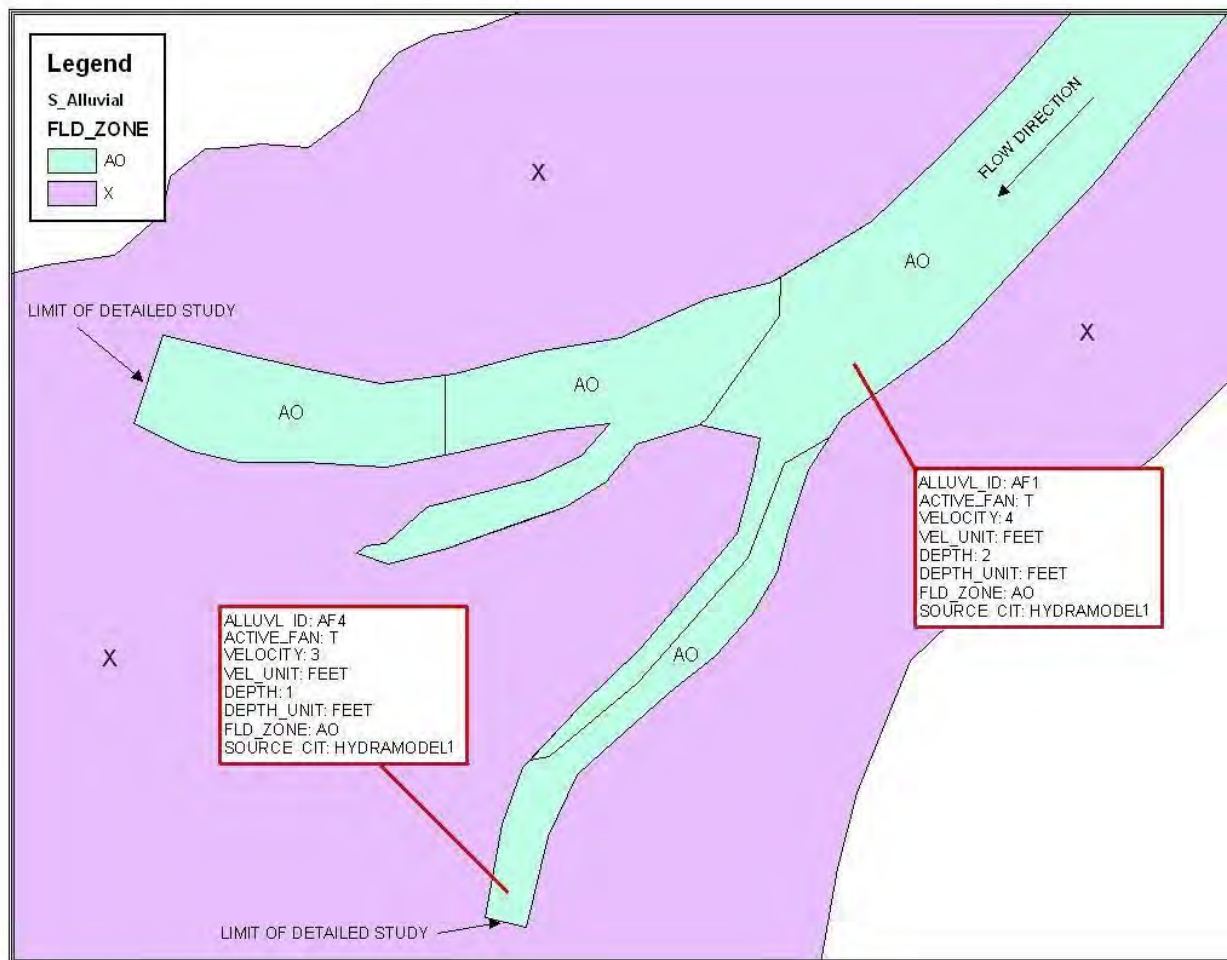 Legend
S_Alluvial
FLD_ZONE
AO
X
X
FLOW DIRECTION
AO
X
LIMIT OF DETAILED STUDY
AO
AO
ALLUVL_ID: AF1
ACTIVE_FAN: T
VELOCITY: 4
VEL_UNIT: FEET
DEPTH: 2
DEPTH_UNIT: FEET
FLD_ZONE: AO
SOURCE_CIT: HYDRAMODEL1
ALLUVL_ID: AF4
ACTIVE_FAN: T
VELOCITY: 3
VEL_UNIT: FEET
DEPTH: 1
DEPTH_UNIT: FEET
FLD_ZONE: AO
SOURCE_CIT: HYDRAMODEL1
X
AO
LIMIT OF DETAILED STUDY